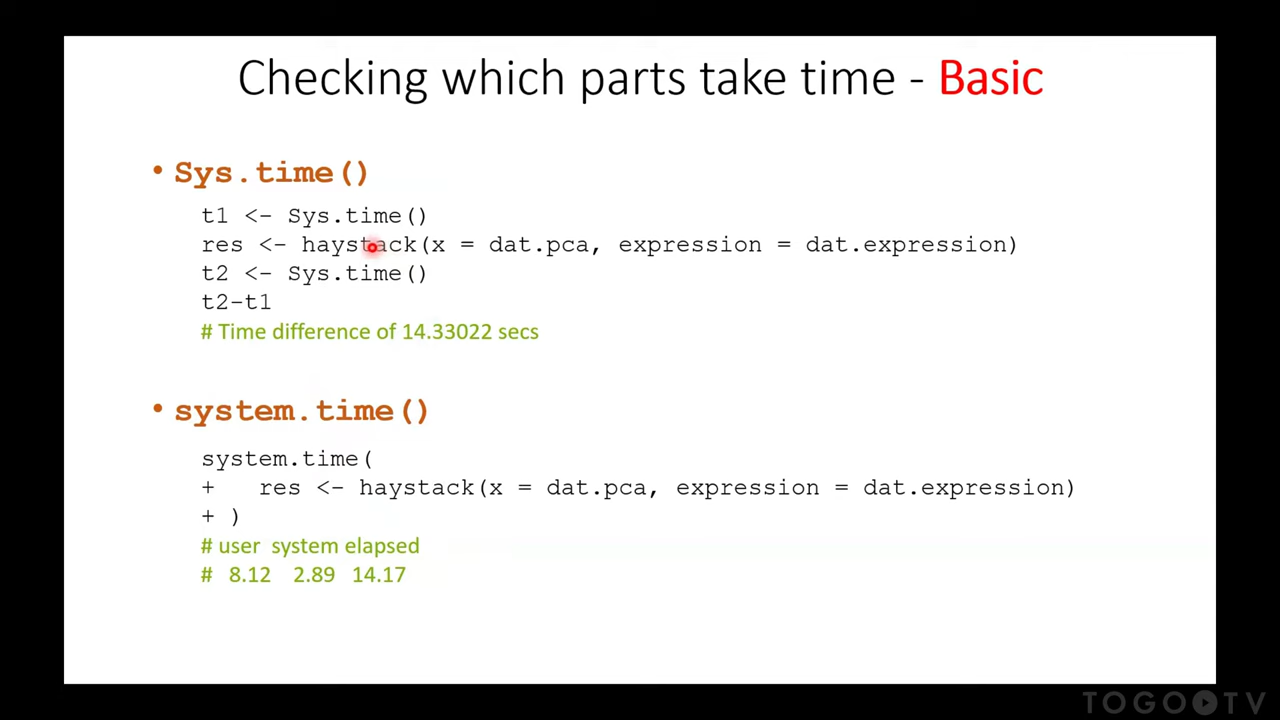 Checking which parts take time - Basic
• Sys.time()
t1 <- Sys.time()
res <- haystack(x = dat.pca, expression = dat.expression)
t2 <- Sys.time()
t2-t1
# Time difference of 14.33022 secs
• system.time()
system.time(
+   res <- haystack(x = dat.pca, expression = dat.expression)
+ )
# user  system elapsed
#   8.12    2.89   14.17
TOGOTV